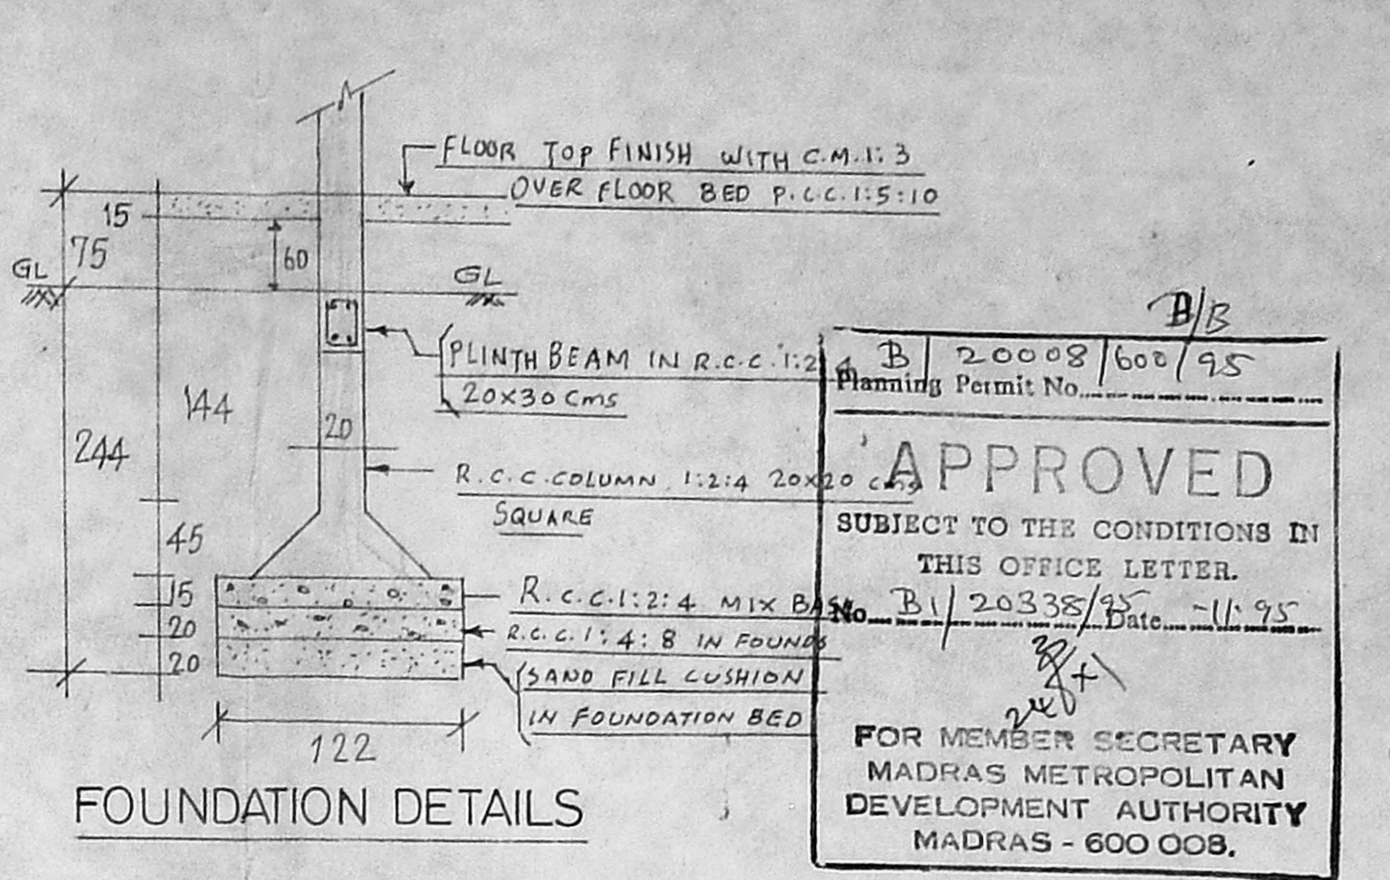 FLOOR TOP FINISH WITH C.M.1:3
OVER FLOOR BED P.C.C.1:5:10
15
75
60
GL
GL
PLINTH BEAM IN R.C.C.1:2:4
20x30 Cms
144
20
244
R.C.C.COLUMN 1:2:4 20x20 cms
SQUARE
45
15
R.C.C.1:2:4 MIX BASE
20
R.C.C.1:4:8 IN FOUNDS
20
SAND FILL CUSHION
IN FOUNDATION BED
122
FOUNDATION DETAILS
B/B
B/20008/600/95
Planning Permit No.
APPROVED
SUBJECT TO THE CONDITIONS IN
THIS OFFICE LETTER.
No. B1/20338/95 Date -11-95
FOR MEMBER SECRETARY
MADRAS METROPOLITAN
DEVELOPMENT AUTHORITY
MADRAS - 600 008.